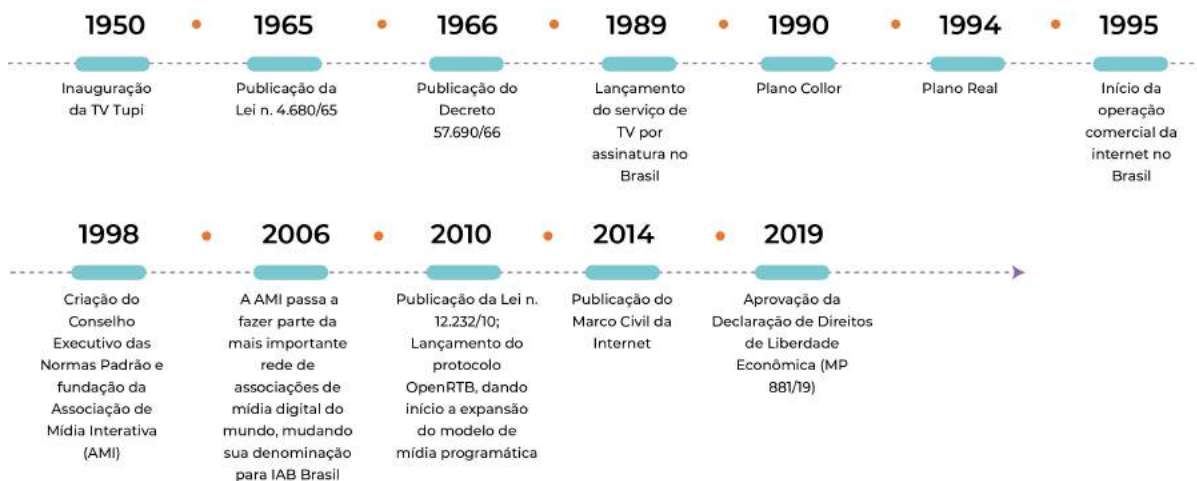 1950
1965
1966
1989
1990
1994
1995
Inauguração
da TV Tupi
Publicação da
Lei n. 4.680/65
Publicação do
Decreto
57.690/66
Lançamento
do serviço de
TV por
assinatura no
Brasil
Plano Collor
Plano Real
Início da
operação
comercial da
internet no
Brasil
1998
2006
2010
2014
2019
Criação do
Conselho
Executivo das
Normas Padrão e
fundação da
Associação de
Mídia Interativa
(AMI)
A AMI passa a
fazer parte da
mais importante
rede de
associações de
mídia digital do
mundo, mudando
sua denominação
para IAB Brasil
Publicação da Lei n.
12.232/10;
Lançamento do
protocolo
OpenRTB, dando
início a expansão
do modelo de
mídia programática
Publicação do
Marco Civil da
Internet
Aprovação da
Declaração de Direitos
de Liberdade
Econômica (MP
881/19)